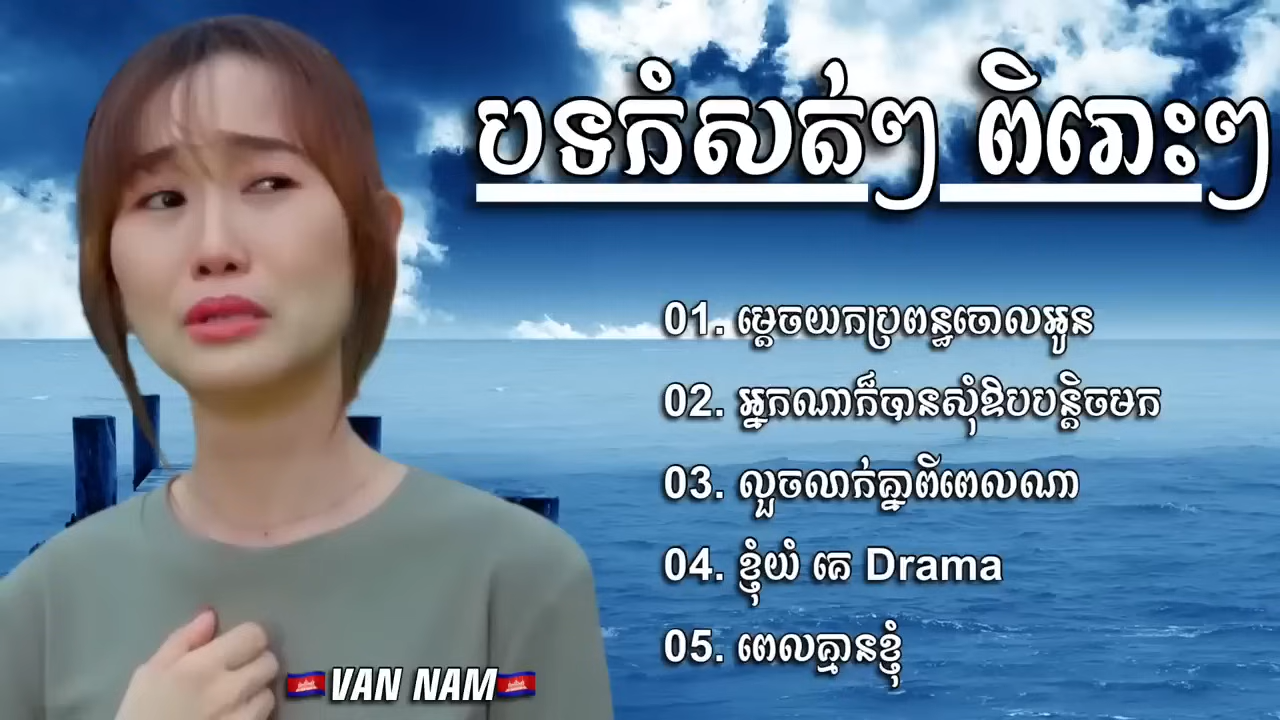 បទកំសត់ៗ ពិរោះៗ
01. ម្ដេចយកប្រពន្ធចោលអូន
02. អ្នកណាក៏បានសុំឱបបន្តិចមក
03. លួចលាក់គ្នាពីពេលណា
04. ខ្ញុំយំ គេ Drama
05. ពេលគ្មានខ្ញុំ
VAN NAM